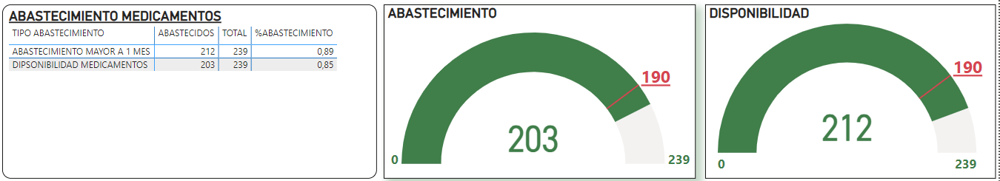 ABASTECIMIENTO MEDICAMENTOS
TIPO ABASTECIMIENTO ABASTECIDOS TOTAL %ABASTECIMIENTO
ABASTECIMIENTO MAYOR A 1 MES 212 239 0,89
DIPSONIBILIDAD MEDICAMENTOS 203 239 0,85
ABASTECIMIENTO
190
203
0 239
DISPONIBILIDAD
190
212
0 239